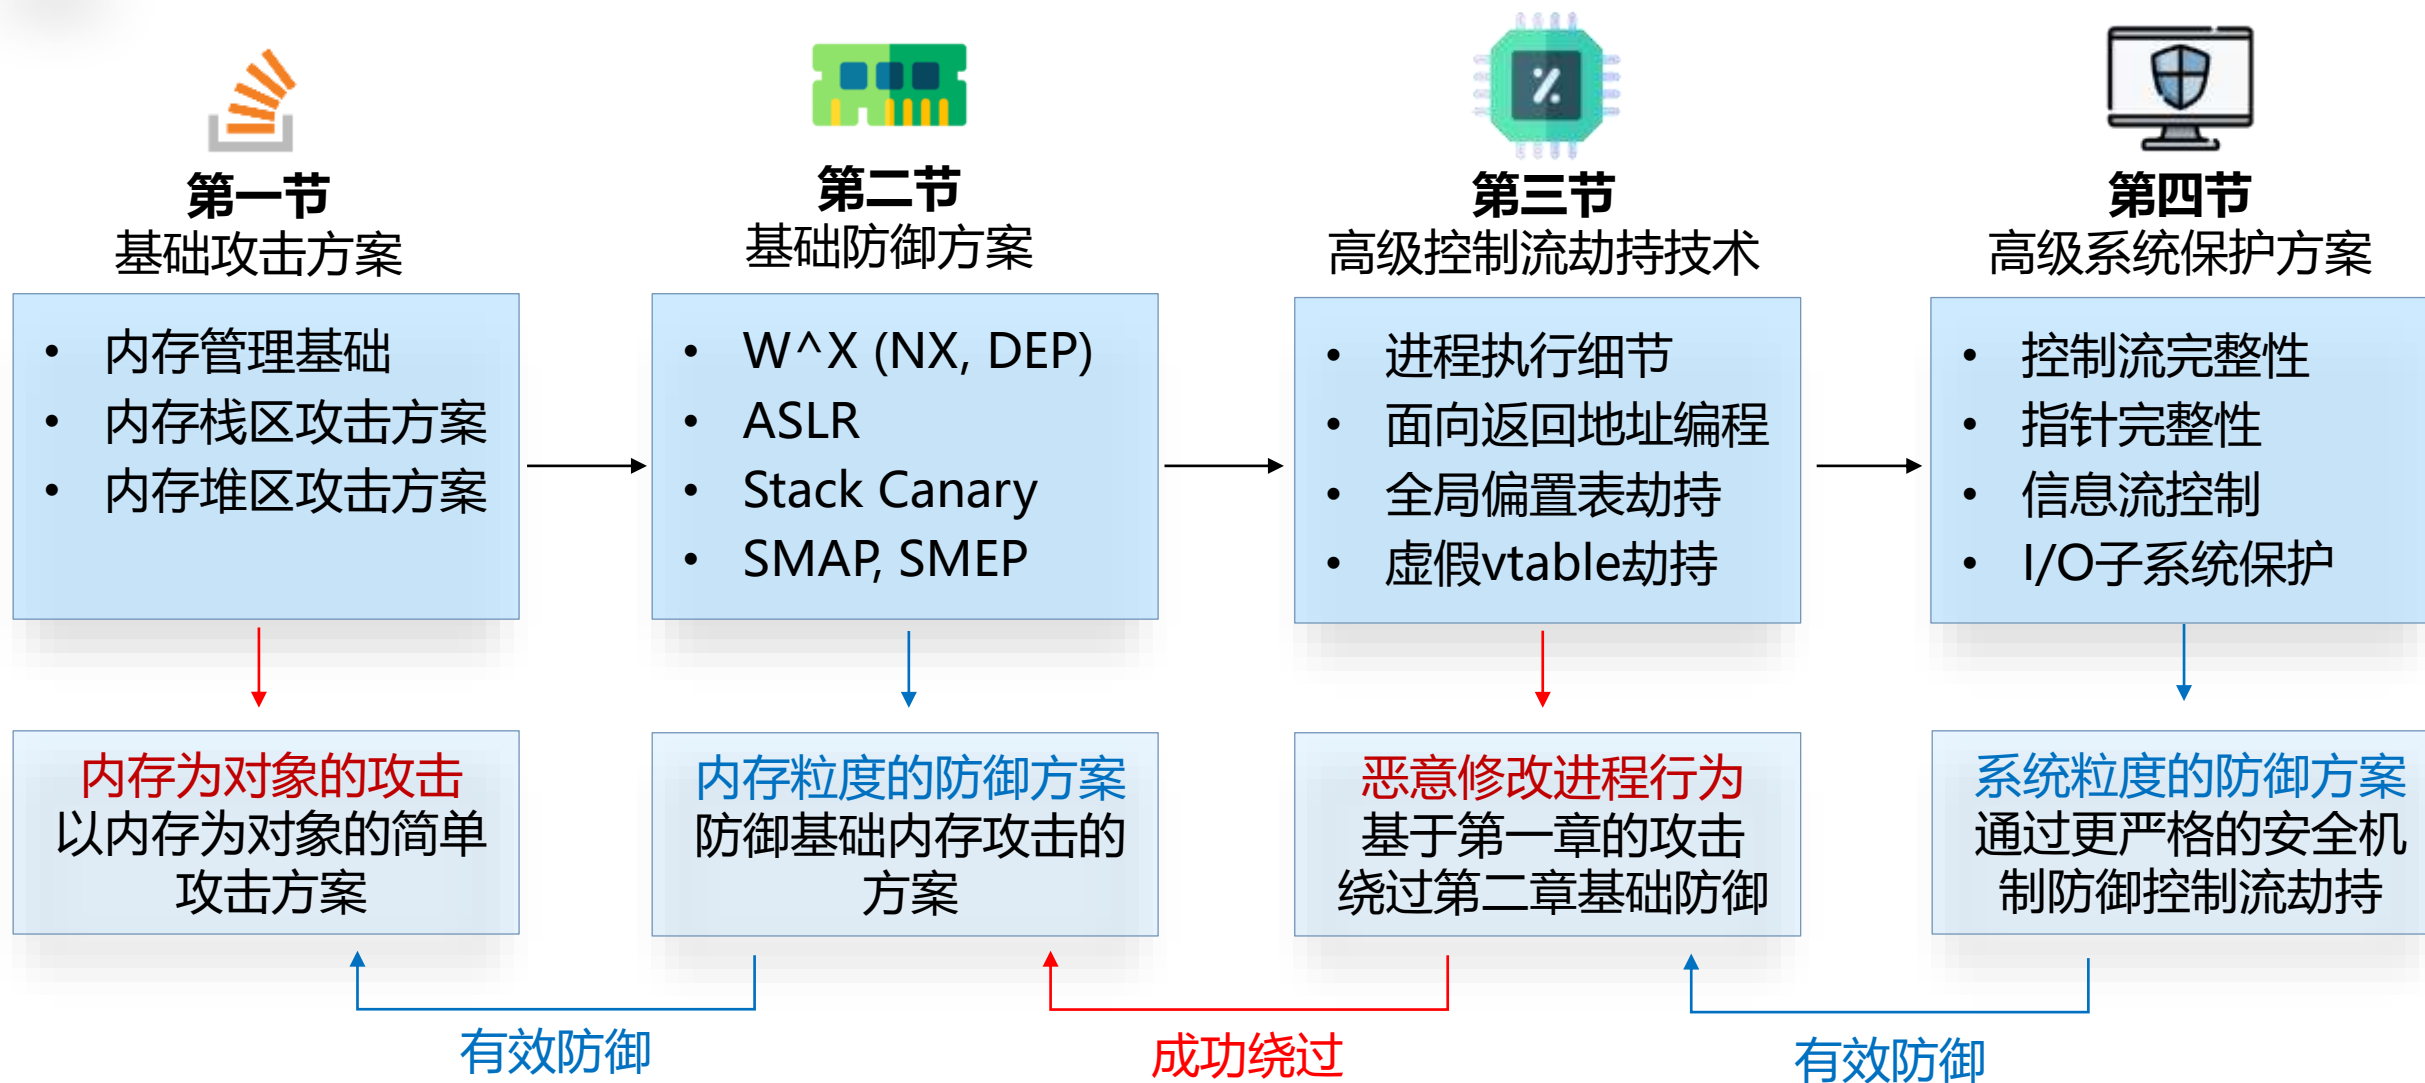 第一节
基础攻击方案
• 内存管理基础
• 内存栈区攻击方案
• 内存堆区攻击方案
内存为对象的攻击
以内存为对象的简单
攻击方案
第二节
基础防御方案
• W^X (NX, DEP)
• ASLR
• Stack Canary
• SMAP, SMEP
内存粒度的防御方案
防御基础内存攻击的
方案
第三节
高级控制流劫持技术
• 进程执行细节
• 面向返回地址编程
• 全局偏置表劫持
• 虚假vtable劫持
恶意修改进程行为
基于第一章的攻击
绕过第二章基础防御
第四节
高级系统保护方案
• 控制流完整性
• 指针完整性
• 信息流控制
• I/O子系统保护
系统粒度的防御方案
通过更严格的安全机
制防御控制流劫持
有效防御
成功绕过
有效防御